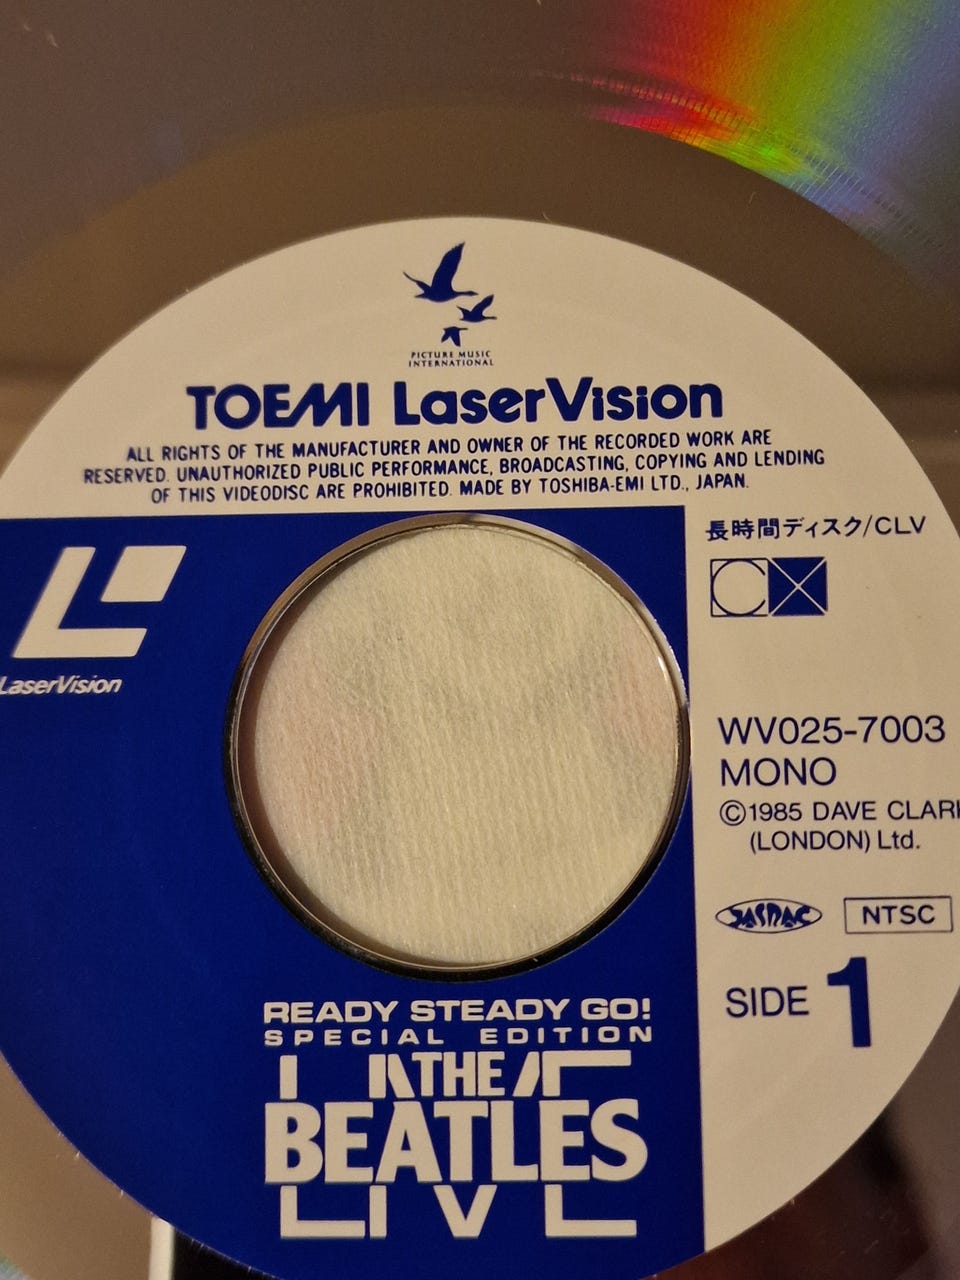 PICTURE MUSIC
INTERNATIONAL
TOEMI LaserVision
ALL RIGHTS OF THE MANUFACTURER AND OWNER OF THE RECORDED WORK ARE
RESERVED. UNAUTHORIZED PUBLIC PERFORMANCE, BROADCASTING, COPYING AND LENDING
OF THIS VIDEODISC ARE PROHIBITED. MADE BY TOSHIBA-EMI LTD., JAPAN.
長時間ディスク/CLV
CX
LaserVision
WV025-7003
MONO
©1985 DAVE CLARK
(LONDON) Ltd.
JASRAC
NTSC
SIDE 1
READY STEADY GO!
SPECIAL EDITION
THE
BEATLES
LIVE